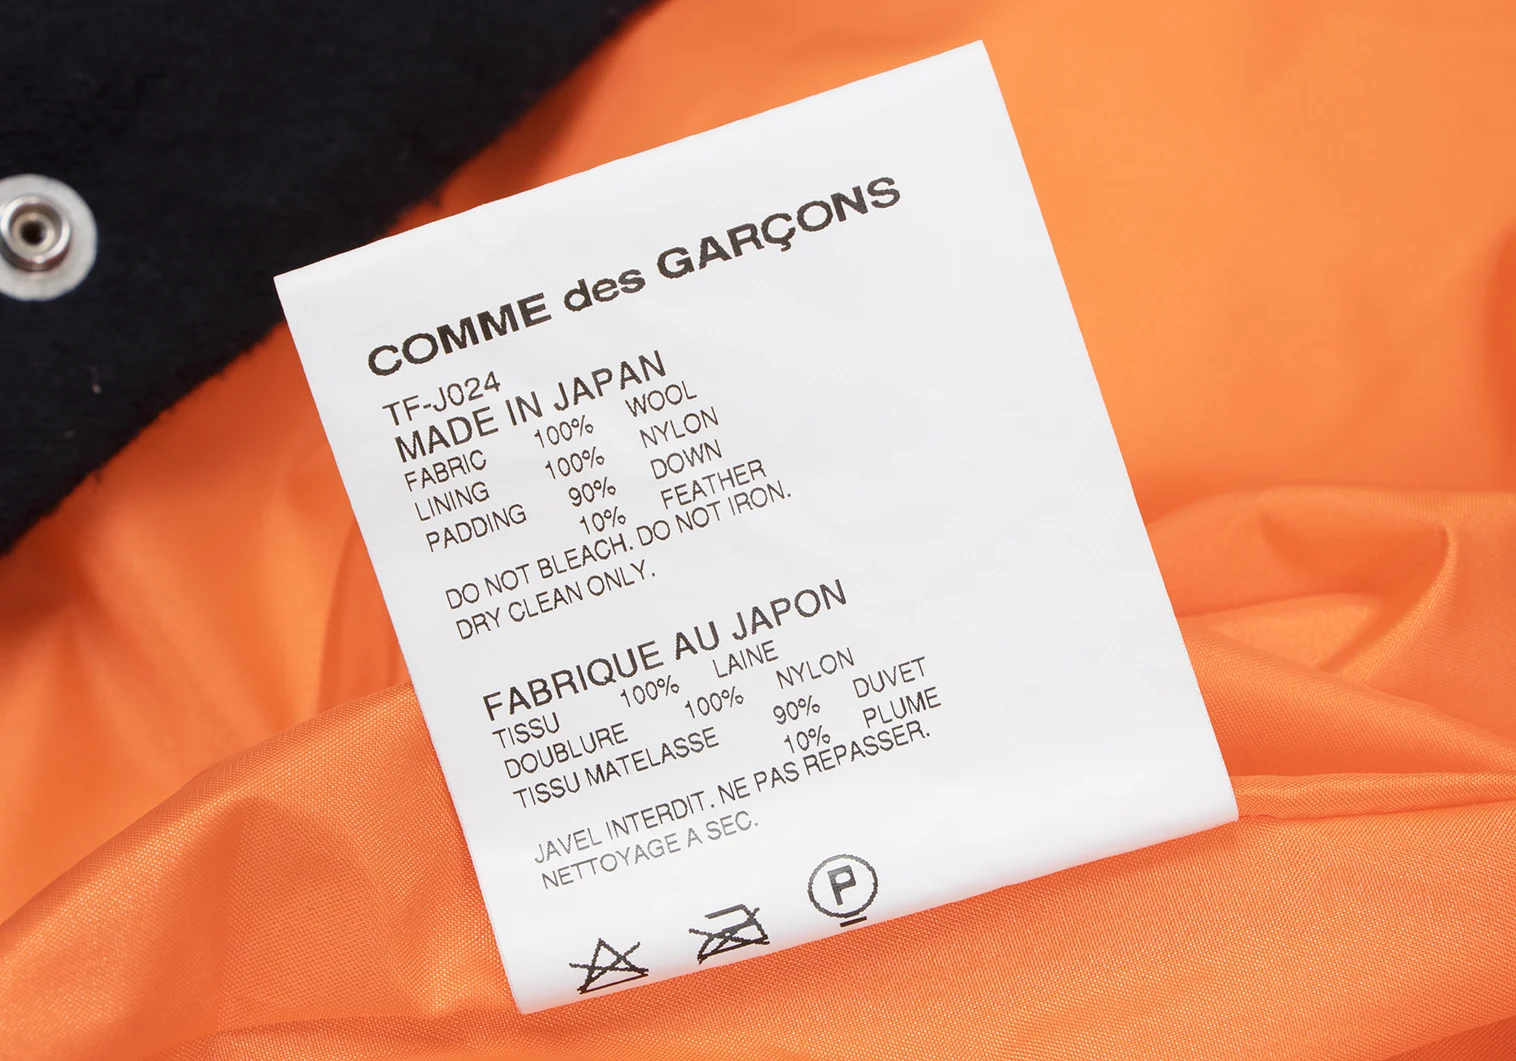 COMME des GARÇONS
TF-J024
MADE IN JAPAN
FABRIC 100% WOOL
LINING 100% NYLON
PADDING 90% DOWN
10% FEATHER
DO NOT BLEACH. DO NOT IRON.
DRY CLEAN ONLY.
FABRIQUE AU JAPON
TISSU 100% LAINE
DOUBLURE 100% NYLON
TISSU MATELASSE 90% DUVET
10% PLUME
JAVEL INTERDIT. NE PAS REPASSER.
NETTOYAGE A SEC.
P